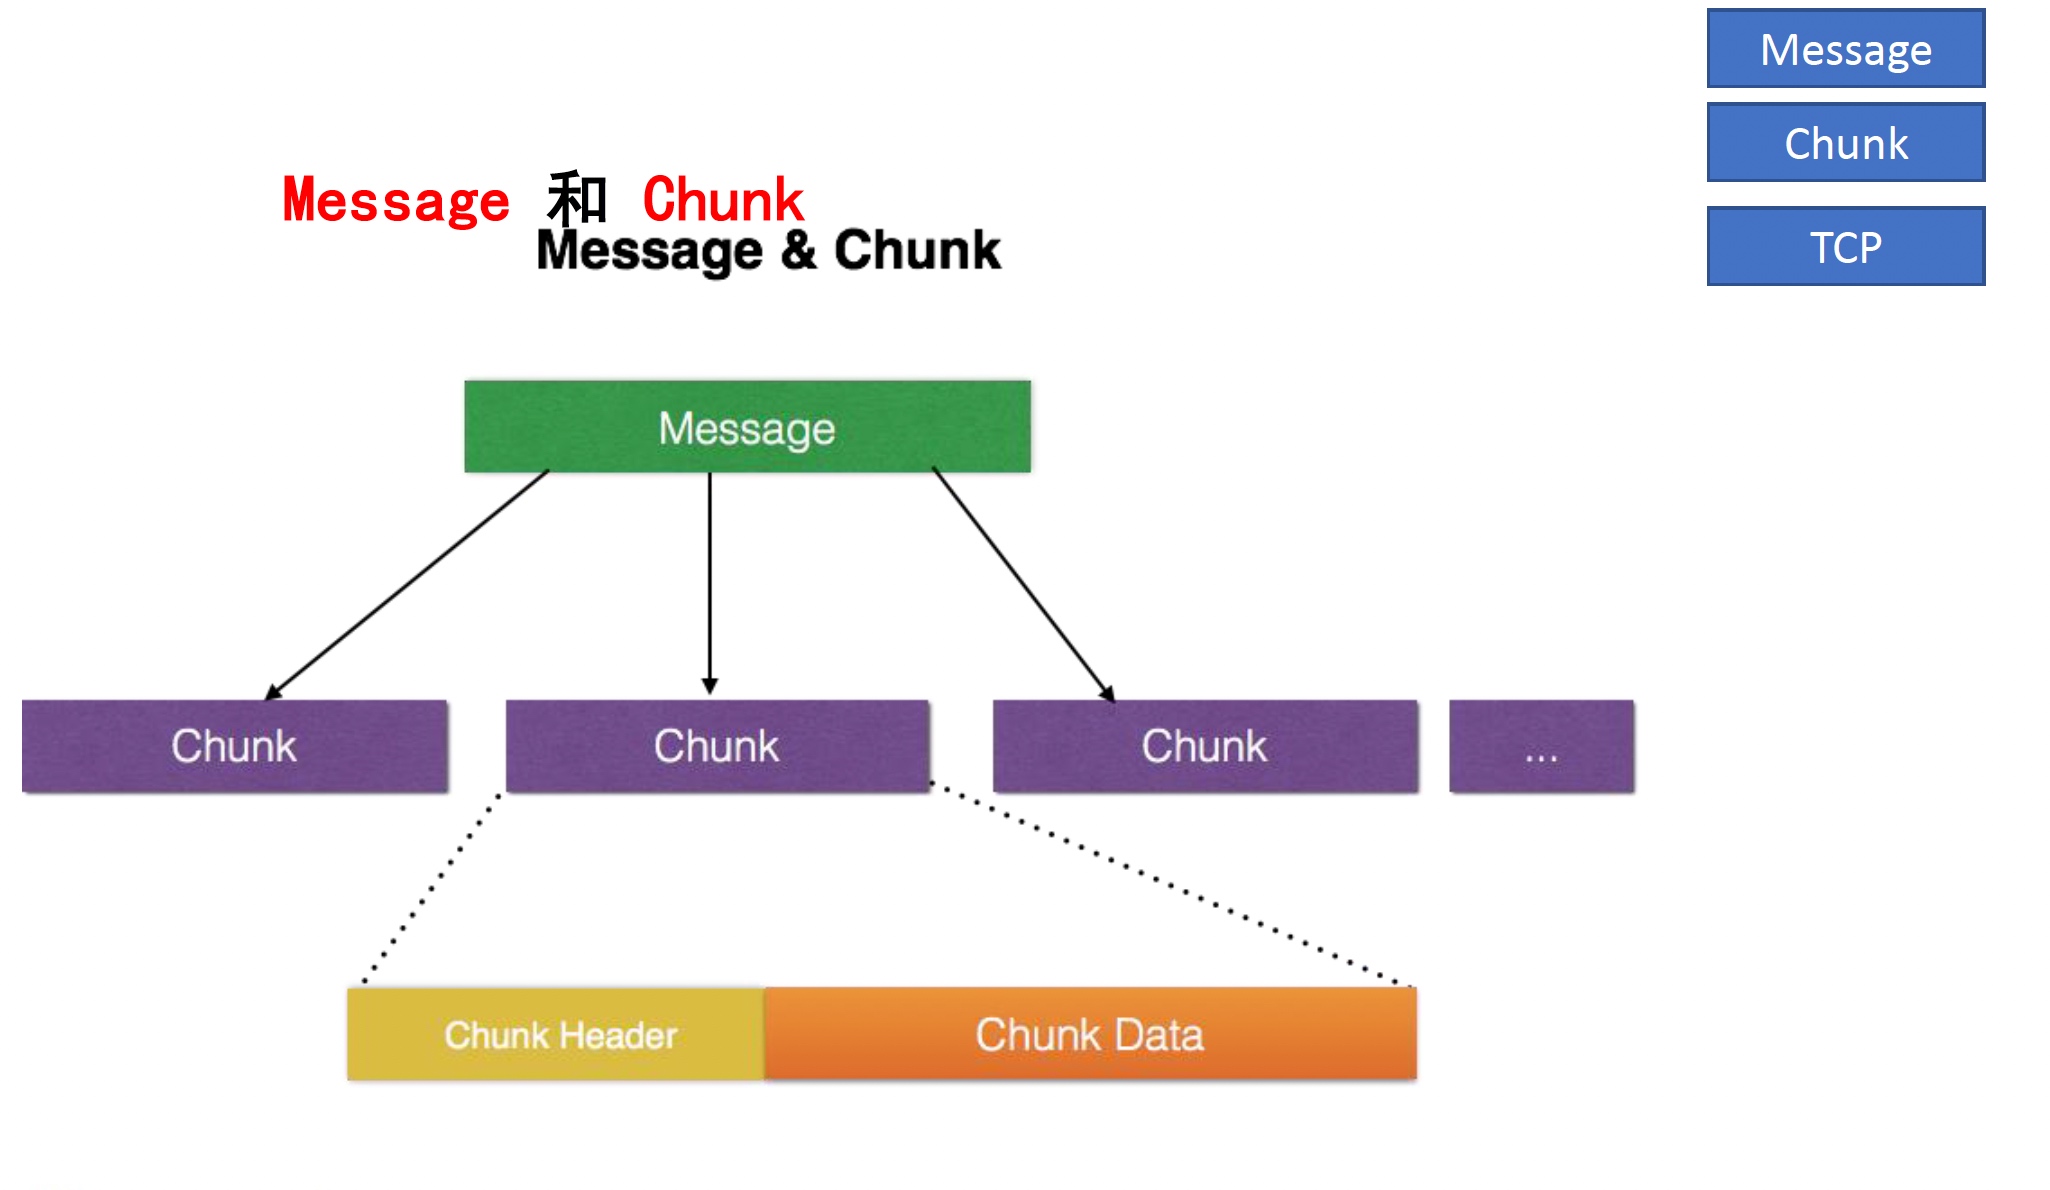 Message
Chunk
TCP
Message 和 Chunk
Message & Chunk
Message
Chunk Chunk Chunk ...
Chunk Header Chunk Data